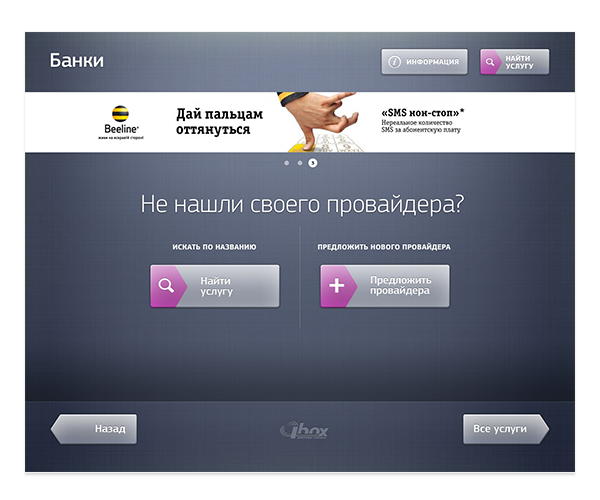 Банки
ИНФОРМАЦИЯ
НАЙТИ
УСЛУГУ
Beeline®
живи на яркой стороне!
Дай пальцам
оттянуться
«SMS нон-стоп»*
Нереальное количество
SMS за абонентскую плату
3
Не нашли своего провайдера?
ИСКАТЬ ПО НАЗВАНИЮ
Найти
услугу
ПРЕДЛОЖИТЬ НОВОГО ПРОВАЙДЕРА
Предложить
провайдера
Назад
ibox
Все услуги